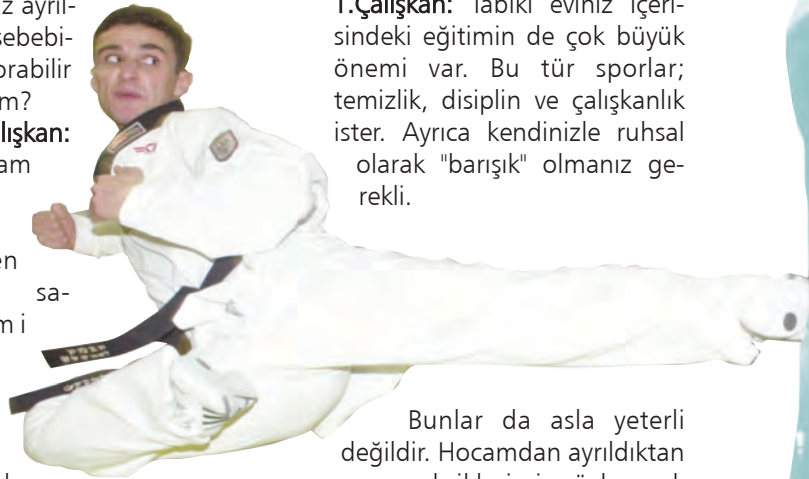 z ayrıl-
sebebi-
orabilir
m?
lışkan:
am
en
sa-
m i
T.Çalışkan: Tabiki eviniz içeri-
sindeki eğitimin de çok büyük
önemi var. Bu tür sporlar;
temizlik, disiplin ve çalışkanlık
ister. Ayrıca kendinizle ruhsal
olarak "barışık" olmanız ge-
rekli.
Bunlar da asla yeterli
değildir. Hocamdan ayrıldıktan